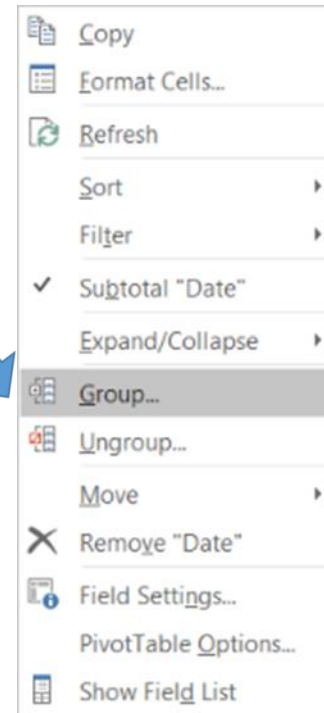 Copy
Format Cells...
Refresh
Sort
Filter
Subtotal "Date"
Expand/Collapse
Group...
Ungroup...
Move
Remove "Date"
Field Settings...
PivotTable Options...
Show Field List